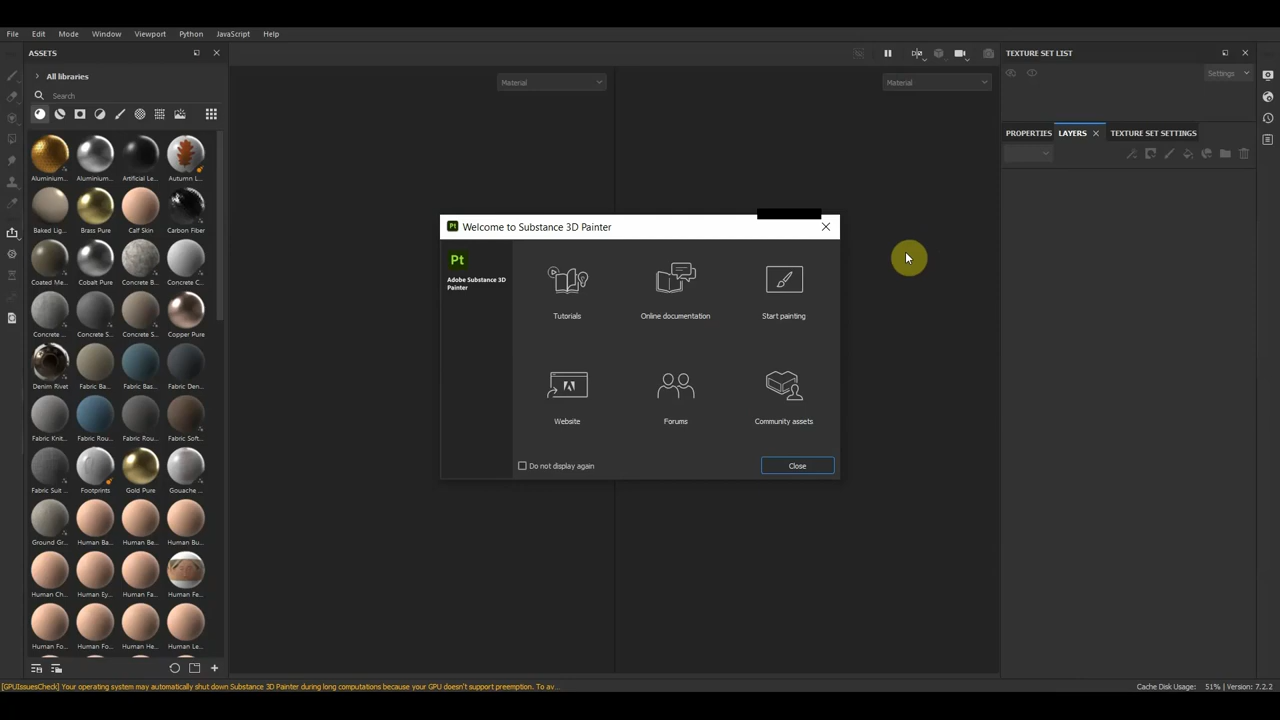 File Edit Mode Window Viewport Python JavaScript Help
ASSETS
All libraries
Search
Aluminium...
Aluminium...
Artificial Le...
Autumn L...
Baked Lig...
Brass Pure
Calf Skin
Carbon Fiber
Coated Me...
Cobalt Pure
Concrete B...
Concrete C...
Concrete ...
Concrete S...
Concrete S...
Copper Pure
Denim Rivet
Fabric Ba...
Fabric Bas...
Fabric Den...
Fabric Knit...
Fabric Rou...
Fabric Rou...
Fabric Soft...
Fabric Suit ...
Footprints
Gold Pure
Gouache ...
Ground Gr...
Human Ba...
Human Be...
Human Bu...
Human Ch...
Human Ey...
Human Fa...
Human Fe...
Human Fo...
Human Fo...
Human He...
Human Le...
Material
Material
Pt Welcome to Substance 3D Painter
Pt
Adobe Substance 3D
Painter
Tutorials
Online documentation
Start painting
Website
Forums
Community assets
Do not display again
Close
TEXTURE SET LIST
Settings
PROPERTIES LAYERS TEXTURE SET SETTINGS
[GPUIssuesCheck] Your operating system may automatically shut down Substance 3D Painter during long computations because your GPU doesn't support preemption. To av...
Cache Disk Usage: 51% | Version: 7.2.2